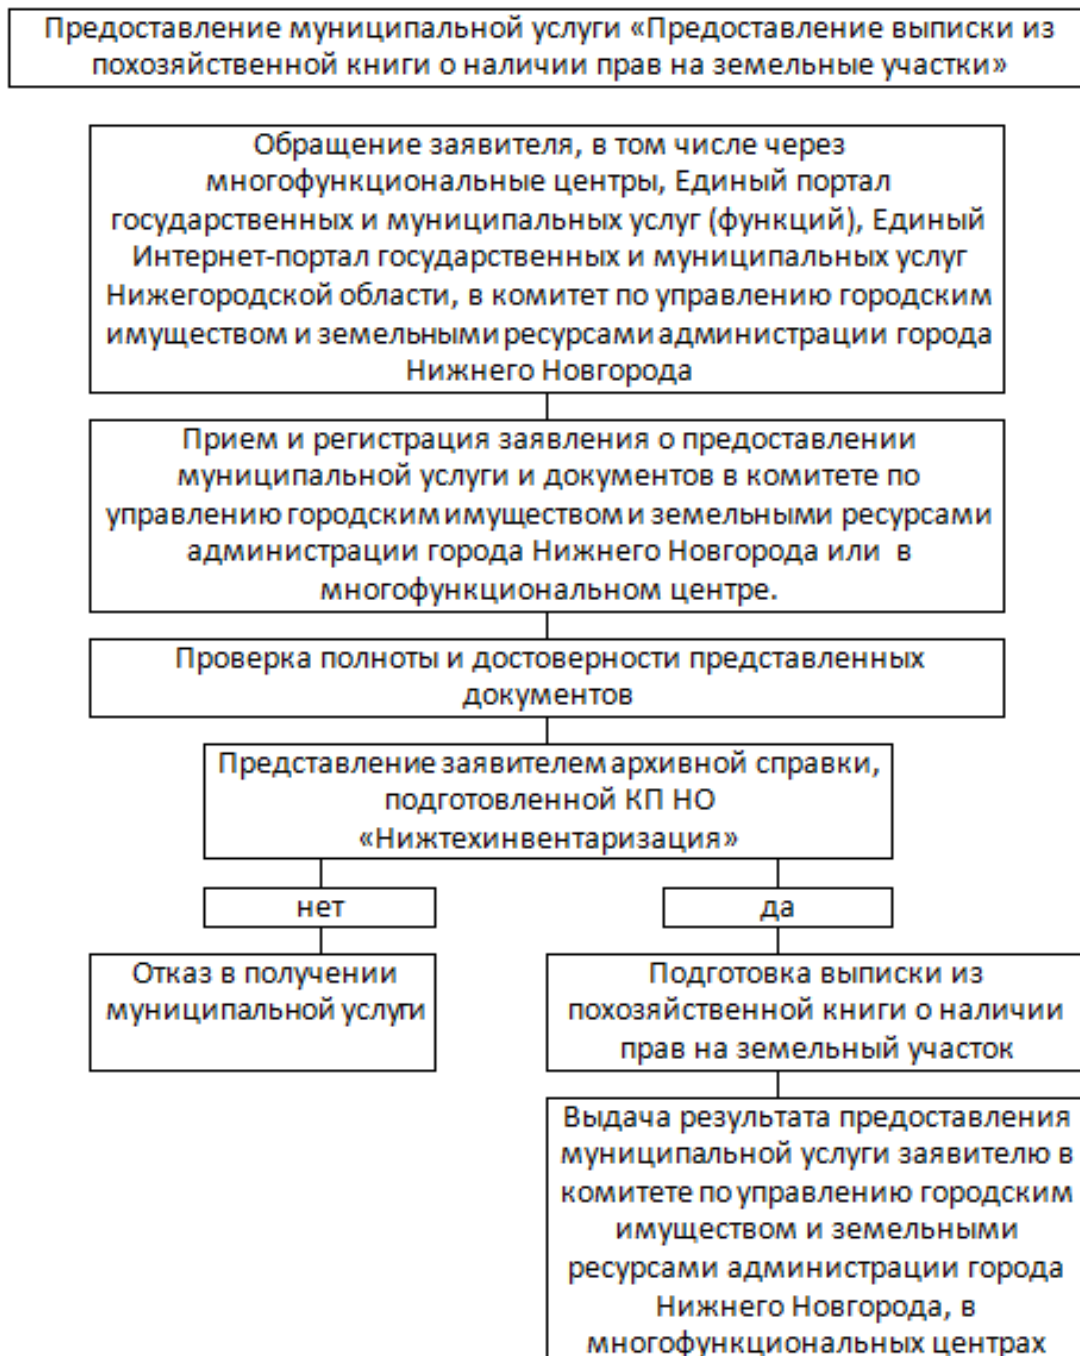 Предоставление муниципальной услуги «Предоставление выписки из
похозяйственной книги о наличии прав на земельные участки»
Обращение заявителя, в том числе через
многофункциональные центры, Единый портал
государственных и муниципальных услуг (функций), Единый
Интернет-портал государственных и муниципальных услуг
Нижегородской области, в комитет по управлению городским
имуществом и земельными ресурсами администрации города
Нижнего Новгорода
Прием и регистрация заявления о предоставлении
муниципальной услуги и документов в комитете по
управлению городским имуществом и земельными ресурсами
администрации города Нижнего Новгорода или в
многофункциональном центре.
Проверка полноты и достоверности представленных
документов
Представление заявителем архивной справки,
подготовленной КП НО
«Нижтехинвентаризация»
нет
да
Отказ в получении
муниципальной услуги
Подготовка выписки из
похозяйственной книги о наличии
прав на земельный участок
Выдача результата предоставления
муниципальной услуги заявителю в
комитете по управлению городским
имуществом и земельными
ресурсами администрации города
Нижнего Новгорода, в
многофункциональных центрах